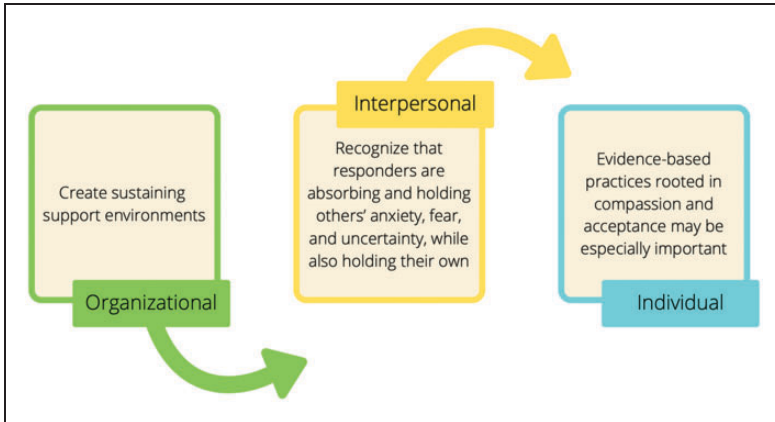 Create sustaining
support environments
Organizational
Interpersonal
Recognize that
responders are
absorbing and holding
others’ anxiety, fear,
and uncertainty, while
also holding their own
Evidence-based
practices rooted in
compassion and
acceptance may be
especially important
Individual